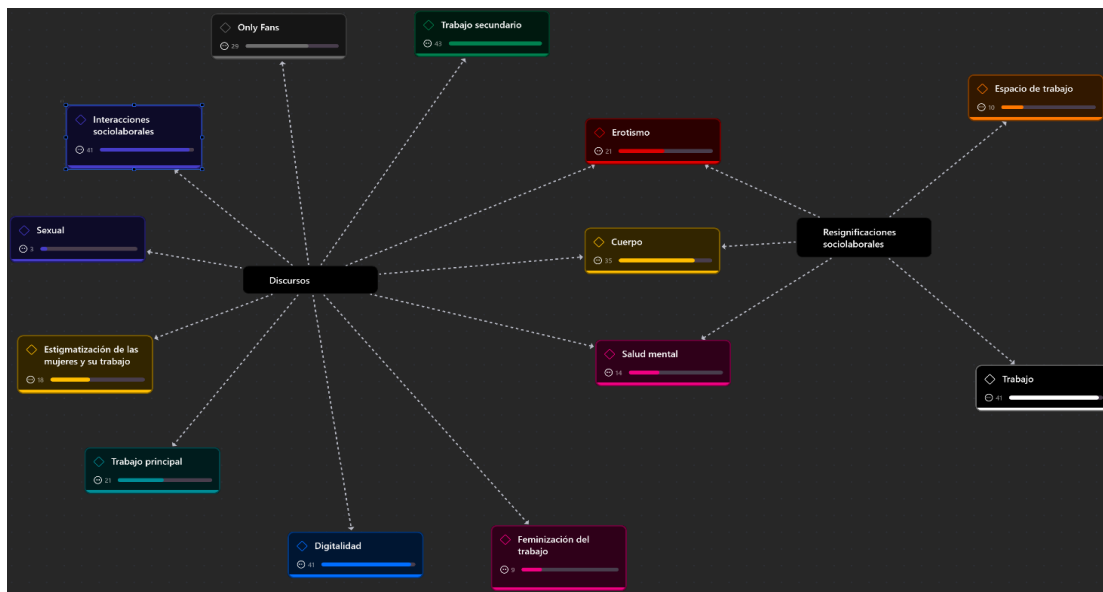 Only Fans
29
Trabajo secundario
43
Espacio de trabajo
10
Interacciones
sociolaborales
41
Erotismo
21
Sexual
3
Cuerpo
35
Resignificaciones
sociolaborales
Discursos
Estigmatización de las
mujeres y su trabajo
18
Salud mental
14
Trabajo
41
Trabajo principal
21
Digitalidad
41
Feminización del
trabajo
9